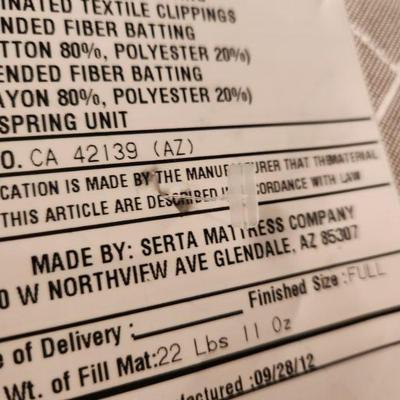 INATED TEXTILE CLIPPINGS
ENDED FIBER BATTING
OTTON 80%, POLYESTER 20%)
ENDED FIBER BATTING
AYON 80%, POLYESTER 20%)
SPRING UNIT
O. CA 42139 (AZ)
CATION IS MADE BY THE MANUFACTURER THAT THE MATERIAL
THIS ARTICLE ARE DESCRIBED IN ACCORDANCE WITH LAW
MADE BY: SERTA MATTRESS COMPANY
0 W NORTHVIEW AVE GLENDALE, AZ 85307
Finished Size :FULL
e of Delivery :
Wt. of Fill Mat:22 Lbs 11 Oz
factured :09/28/12